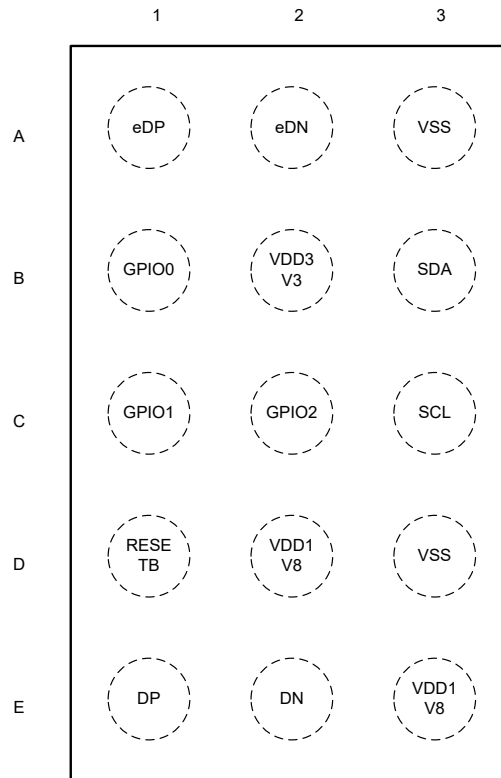 1 2 3
A eDP eDN VSS
B GPIO0 VDD3
V3 SDA
C GPIO1 GPIO2 SCL
D RESE
TB VDD1
V8 VSS
E DP DN VDD1
V8